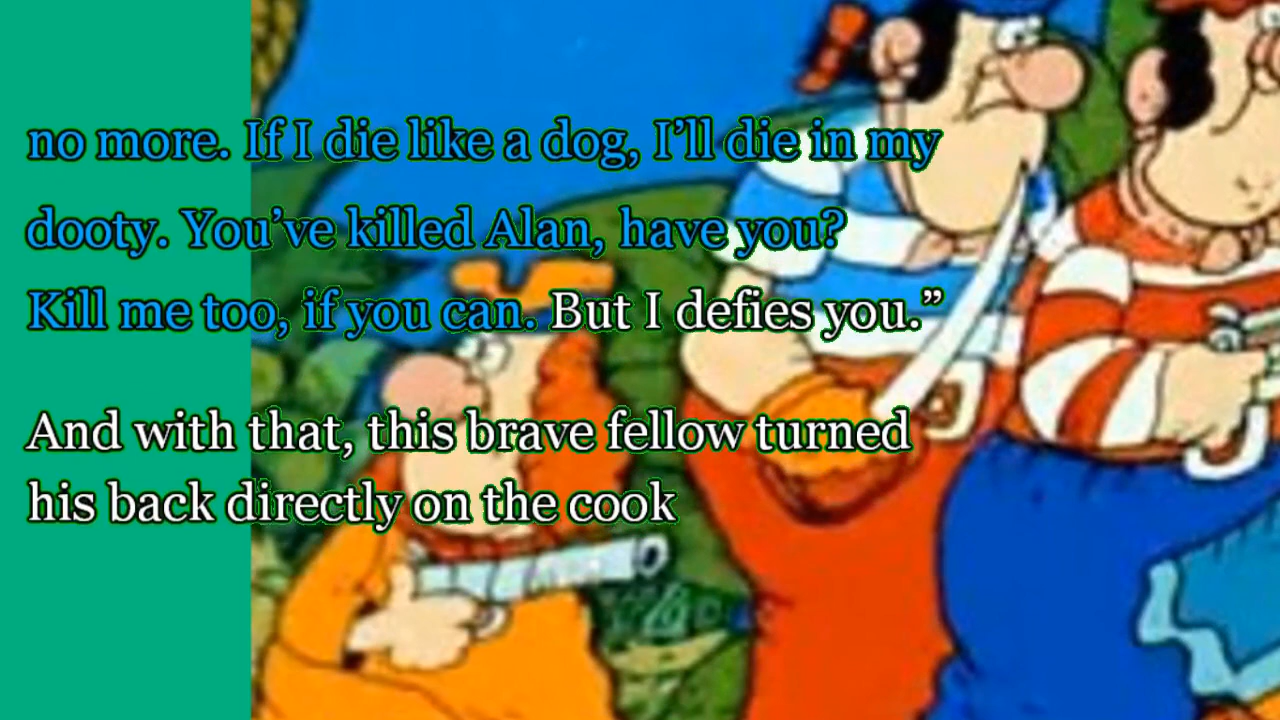 no more. If I die like a dog, I’ll die in my
dooty. You’ve killed Alan, have you?
Kill me too, if you can. But I defies you.”
And with that, this brave fellow turned
his back directly on the cook